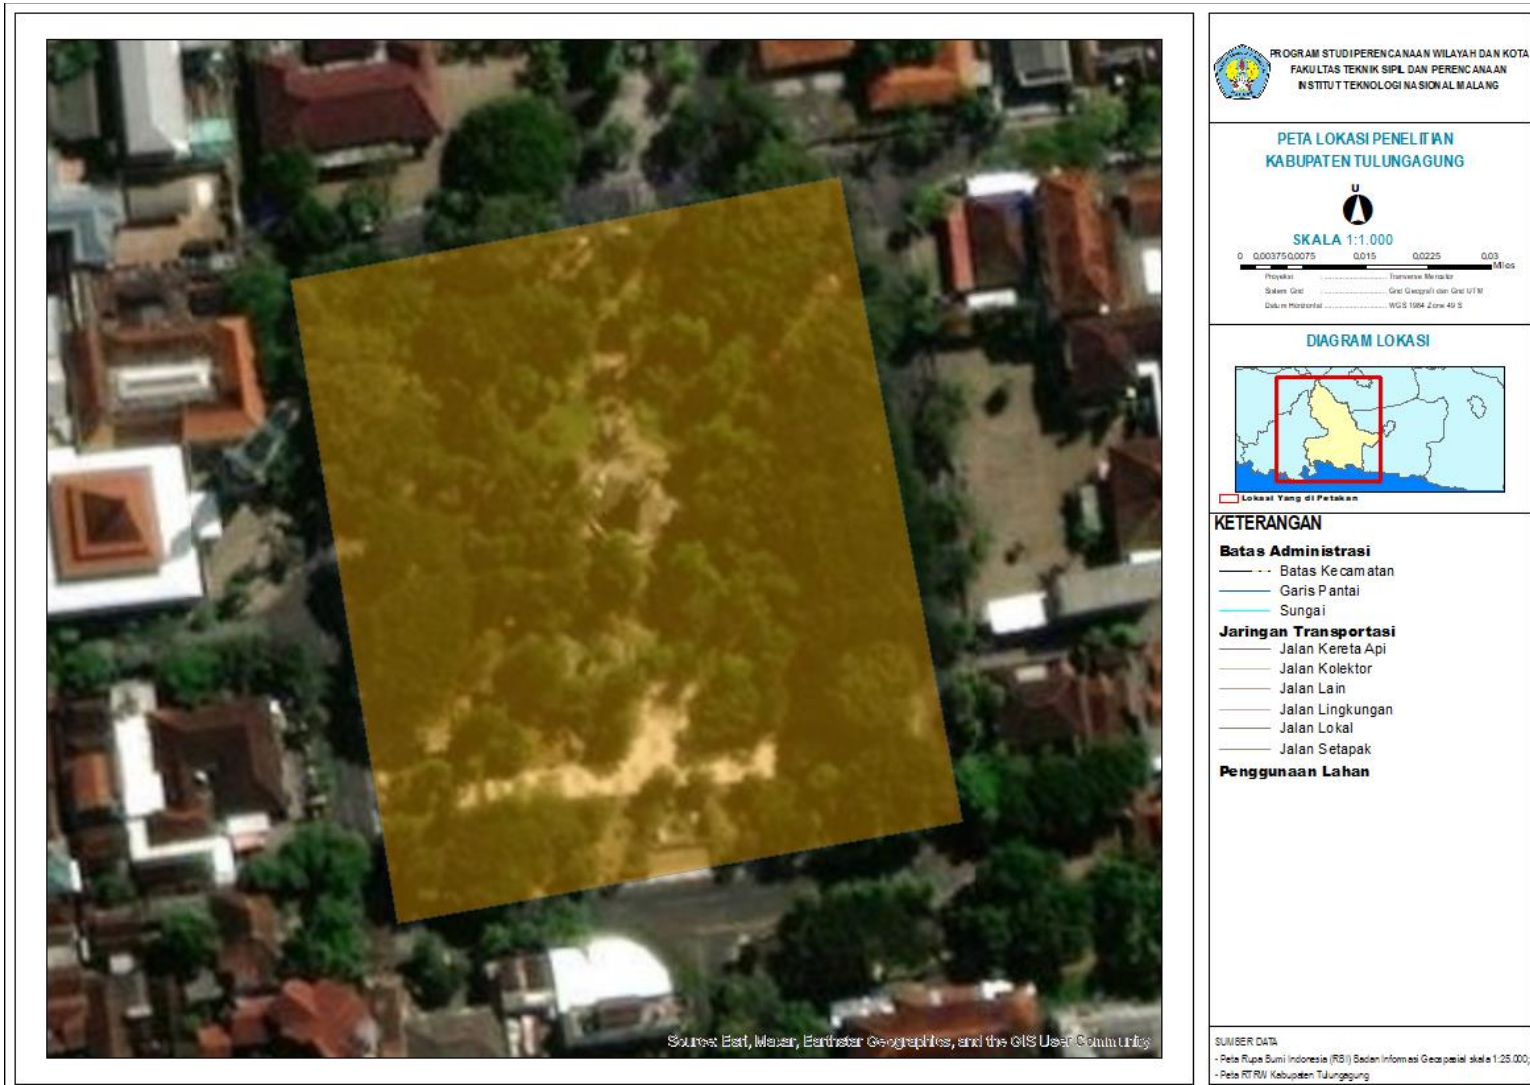 PROGRAM STUDI PERENCANAAN WILAYAH DAN KOTA
FAKULTAS TEKNIK SIPIL DAN PERENCANAAN
INSTITUT TEKNOLOGI NASIONAL MALANG
PETA LOKASI PENELITIAN
KABUPATEN TULUNGAGUNG
U
SKALA 1:1.000
0 0,003750,0075 0,015 0,0225 0,03
Miles
Proyeksi : ........................ Transverse Mercator
Sistem Grid : ........................ Grid Geografi dan Grid UTM
Datum Horizontal ........................ WGS 1984 Zone 49 S
DIAGRAM LOKASI
Lokasi Yang di Petakan
KETERANGAN
Batas Administrasi
Batas Kecamatan
Garis Pantai
Sungai
Jaringan Transportasi
Jalan Kereta Api
Jalan Kolektor
Jalan Lain
Jalan Lingkungan
Jalan Lokal
Jalan Setapak
Penggunaan Lahan
SUMBER DATA
- Peta Rupa Bumi Indonesia (RBI) Badan Informasi Geospasial skala 1:25.000;
- Peta RTRW Kabupaten Tulungagung
Source: Esri, Maxar, Earthstar Geographics, and the GIS User Community